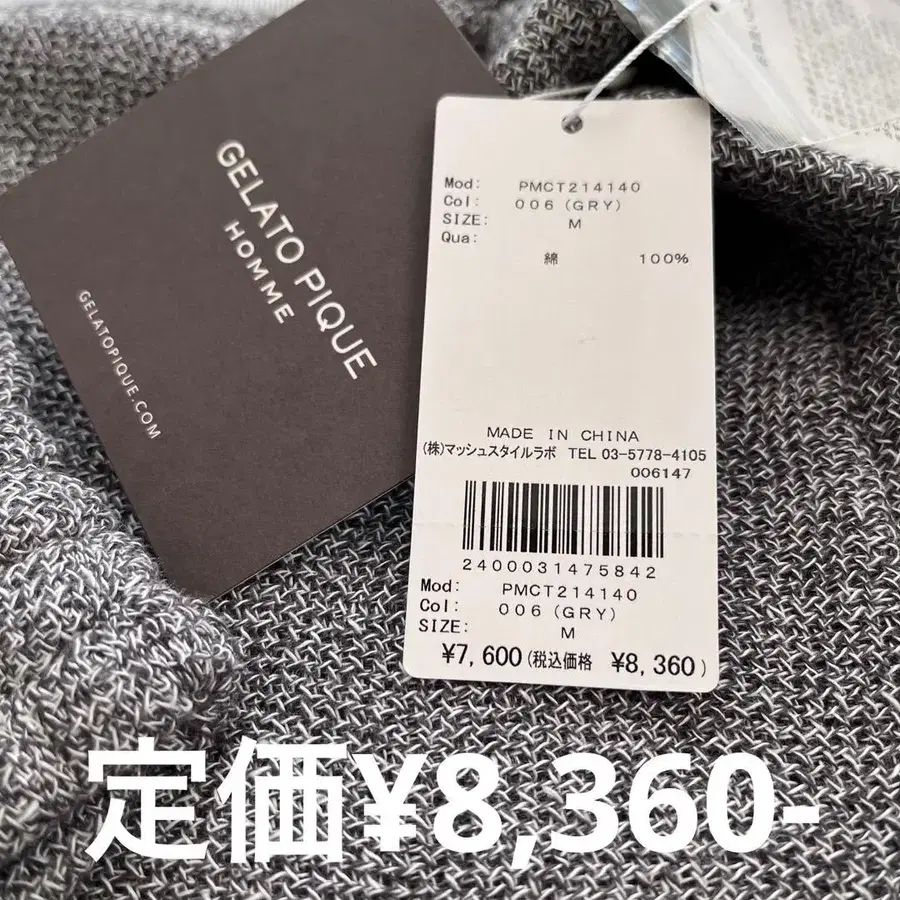 GELATO PIQUE
HOMME
GELATOPIQUE.COM
Mod: PMCT214140
Col: 006(GRY)
SIZE: M
Qua:
綿 100%
MADE IN CHINA
(株)マッシュスタイルラボ TEL 03-5778-4105
006147
2400031475842
Mod: PMCT214140
Col: 006(GRY)
SIZE: M
¥7,600(税込価格 ¥8,360)
定価¥8,360-